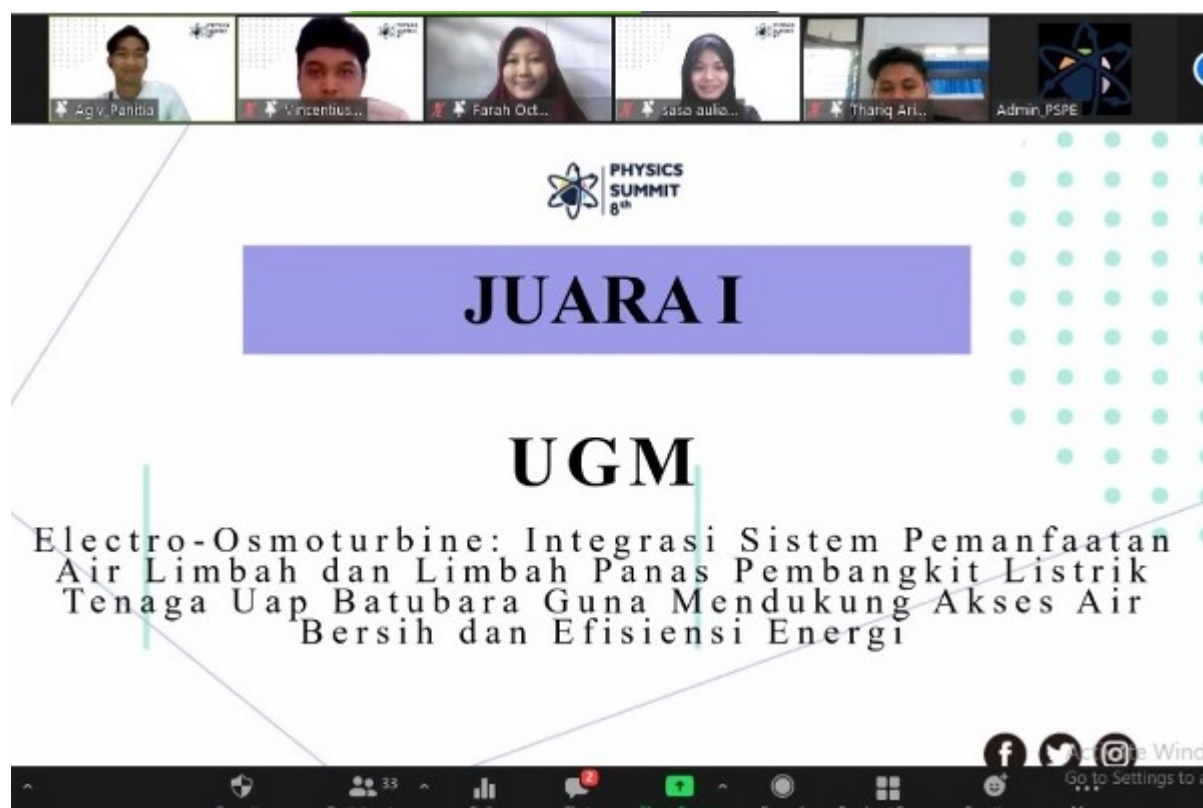 Agiv_Panitia
Vincentius...
Farah Oct...
sasa aulia...
Thariq Ari...
Admin_PSPE
PHYSICS
SUMMIT
8th
JUARA I
UGM
Electro-Osmoturbine: Integrasi Sistem Pemanfaatan
Air Limbah dan Limbah Panas Pembangkit Listrik
Tenaga Uap Batubara Guna Mendukung Akses Air
Bersih dan Efisiensi Energi
Wind
Go to Settings to a
33
2